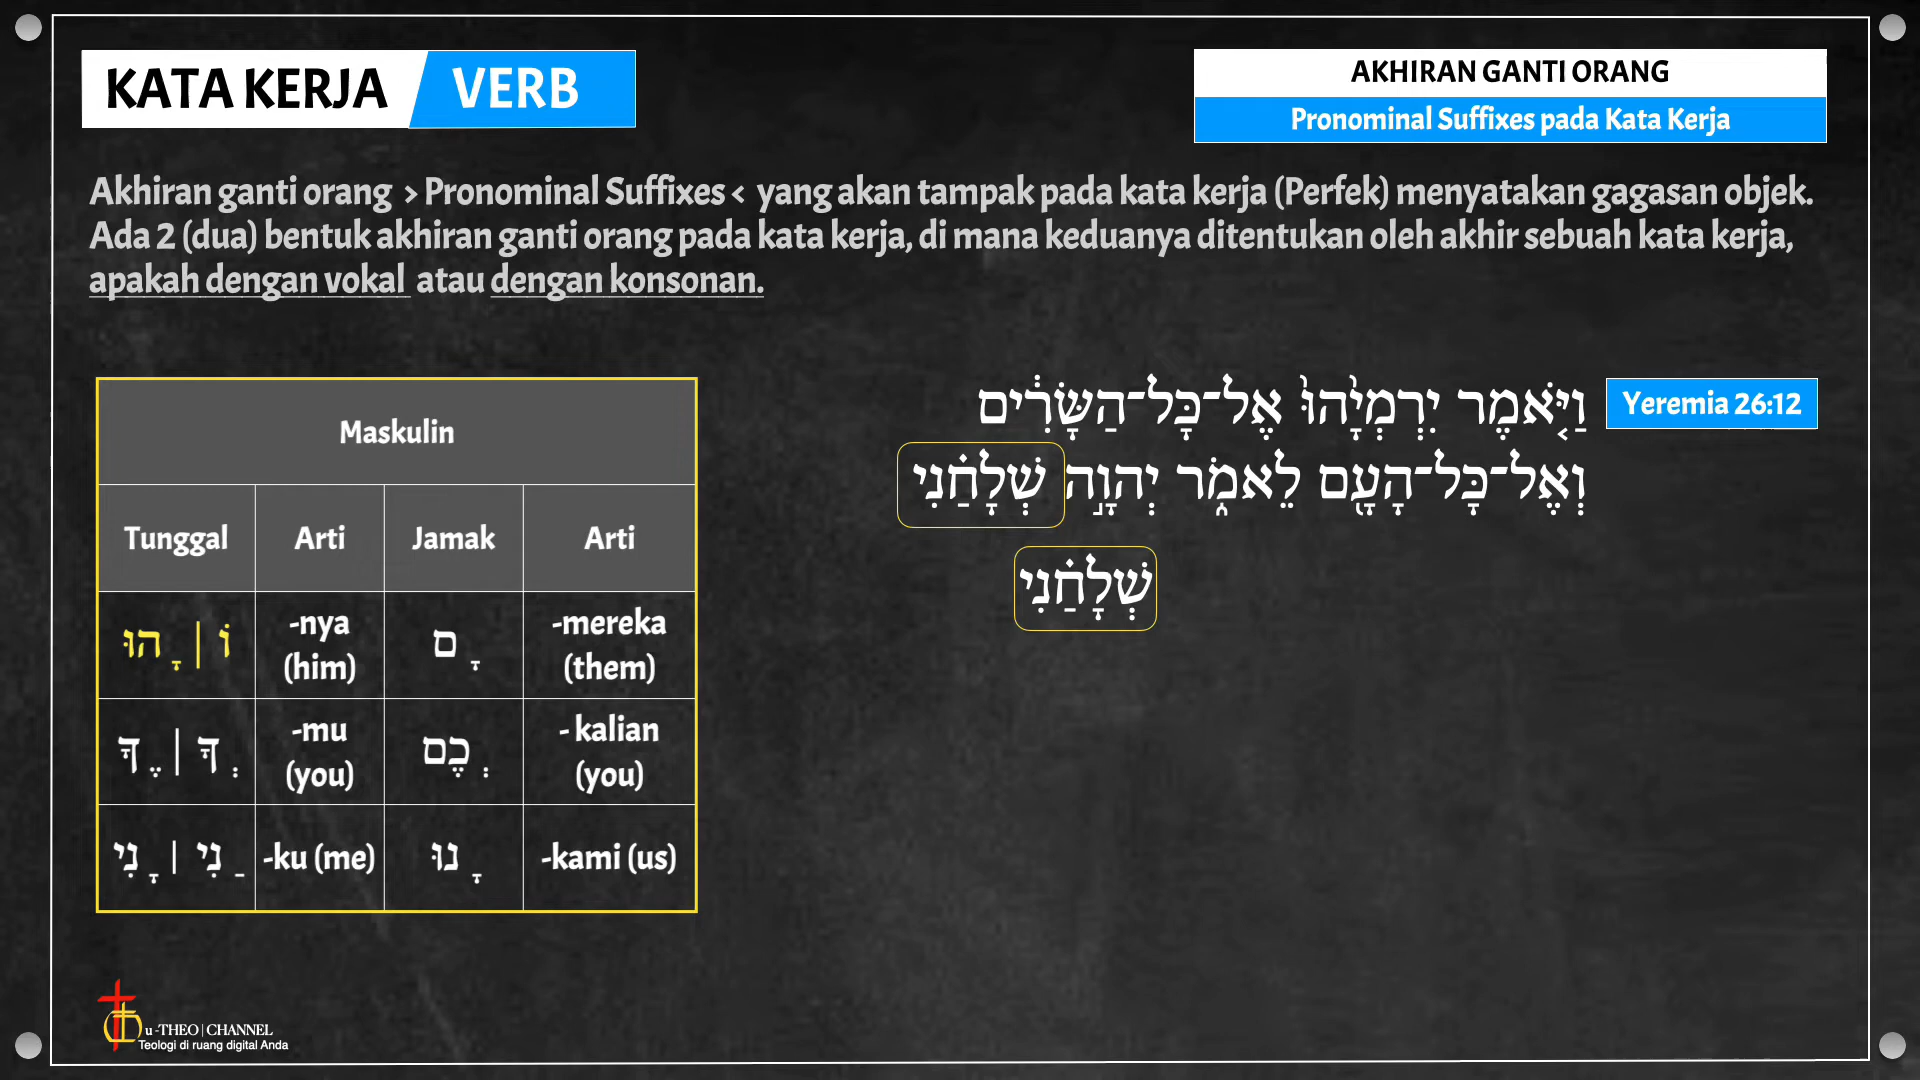 KATA KERJA VERB
AKHIRAN GANTI ORANG
Pronominal Suffixes pada Kata Kerja
Akhiran ganti orang > Pronominal Suffixes < yang akan tampak pada kata kerja (Perfek) menyatakan gagasan objek.
Ada 2 (dua) bentuk akhiran ganti orang pada kata kerja, di mana keduanya ditentukan oleh akhir sebuah kata kerja,
apakah dengan vokal atau dengan konsonan.
Maskulin
Tunggal Arti Jamak Arti
וֹ | ָ הוּ -nya (him) ָ ם -mereka (them)
ְ ךָּ | ֶ ךָּ -mu (you) ְ כֶם - kalian (you)
ַ נִּי | ָ נִּי -ku (me) ָ נוּ -kami (us)
Yeremia 26:12
וַיֹּ֤אמֶר יִרְמְיָ֙הוּ֙ אֶל־כָּל־הַשָּׂרִ֔ים
וְאֶל־כָּל־הָעָ֖ם לֵאמֹ֑ר יְהוָ֣ה שְׁלָחַ֗נִי
שְׁלָחַ֗נִי
u-THEO | CHANNEL
Teologi di ruang digital Anda